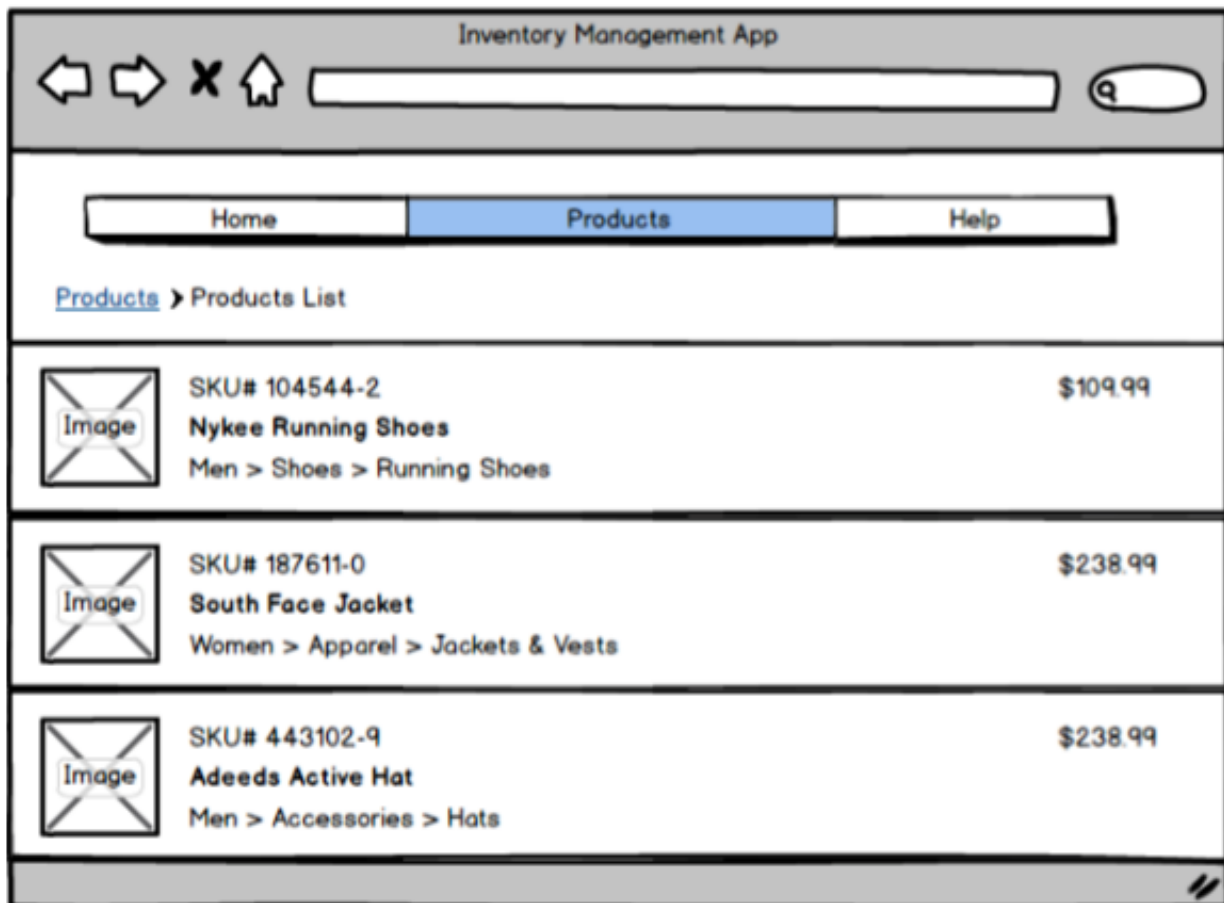 Inventory Management App
Home Products Help
Products > Products List
Image
SKU# 104544-2 $109.99
Nykee Running Shoes
Men > Shoes > Running Shoes
Image
SKU# 187611-0 $238.99
South Face Jacket
Women > Apparel > Jackets & Vests
Image
SKU# 443102-9 $238.99
Adeeds Active Hat
Men > Accessories > Hats